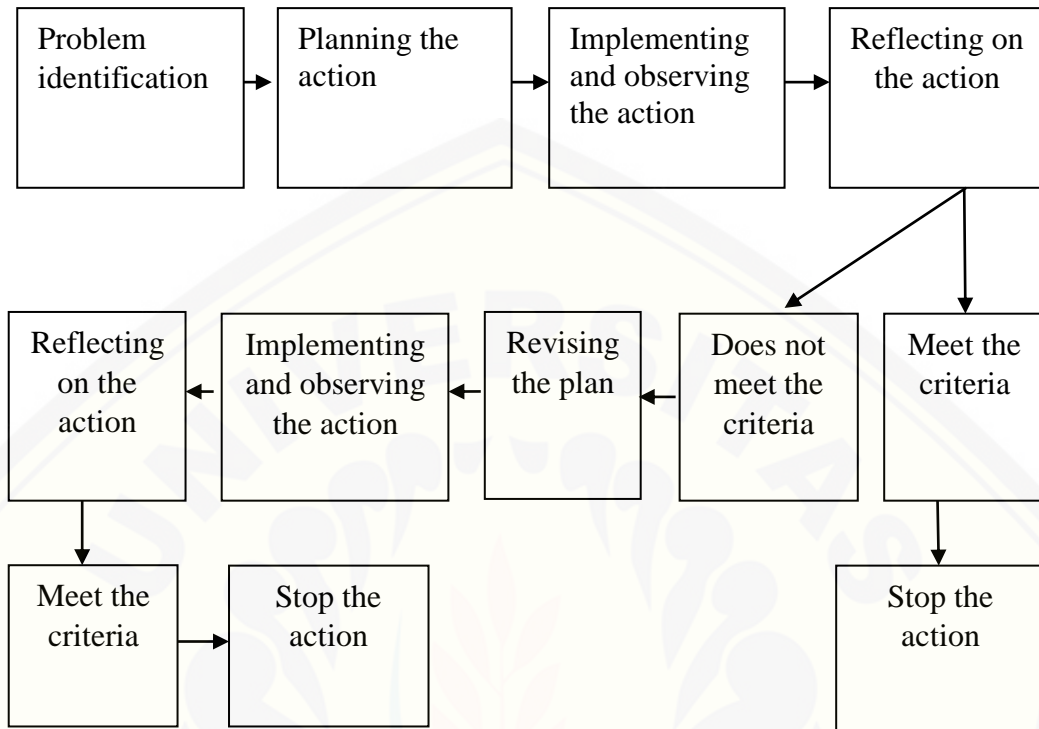 Problem
identification
Planning the
action
Implementing
and observing
the action
Reflecting on
the action
Reflecting
on the
action
Implementing
and observing
the action
Revising
the plan
Does not
meet the
criteria
Meet the
criteria
Meet the
criteria
Stop the
action
Stop the
action
UNIVERSITAS